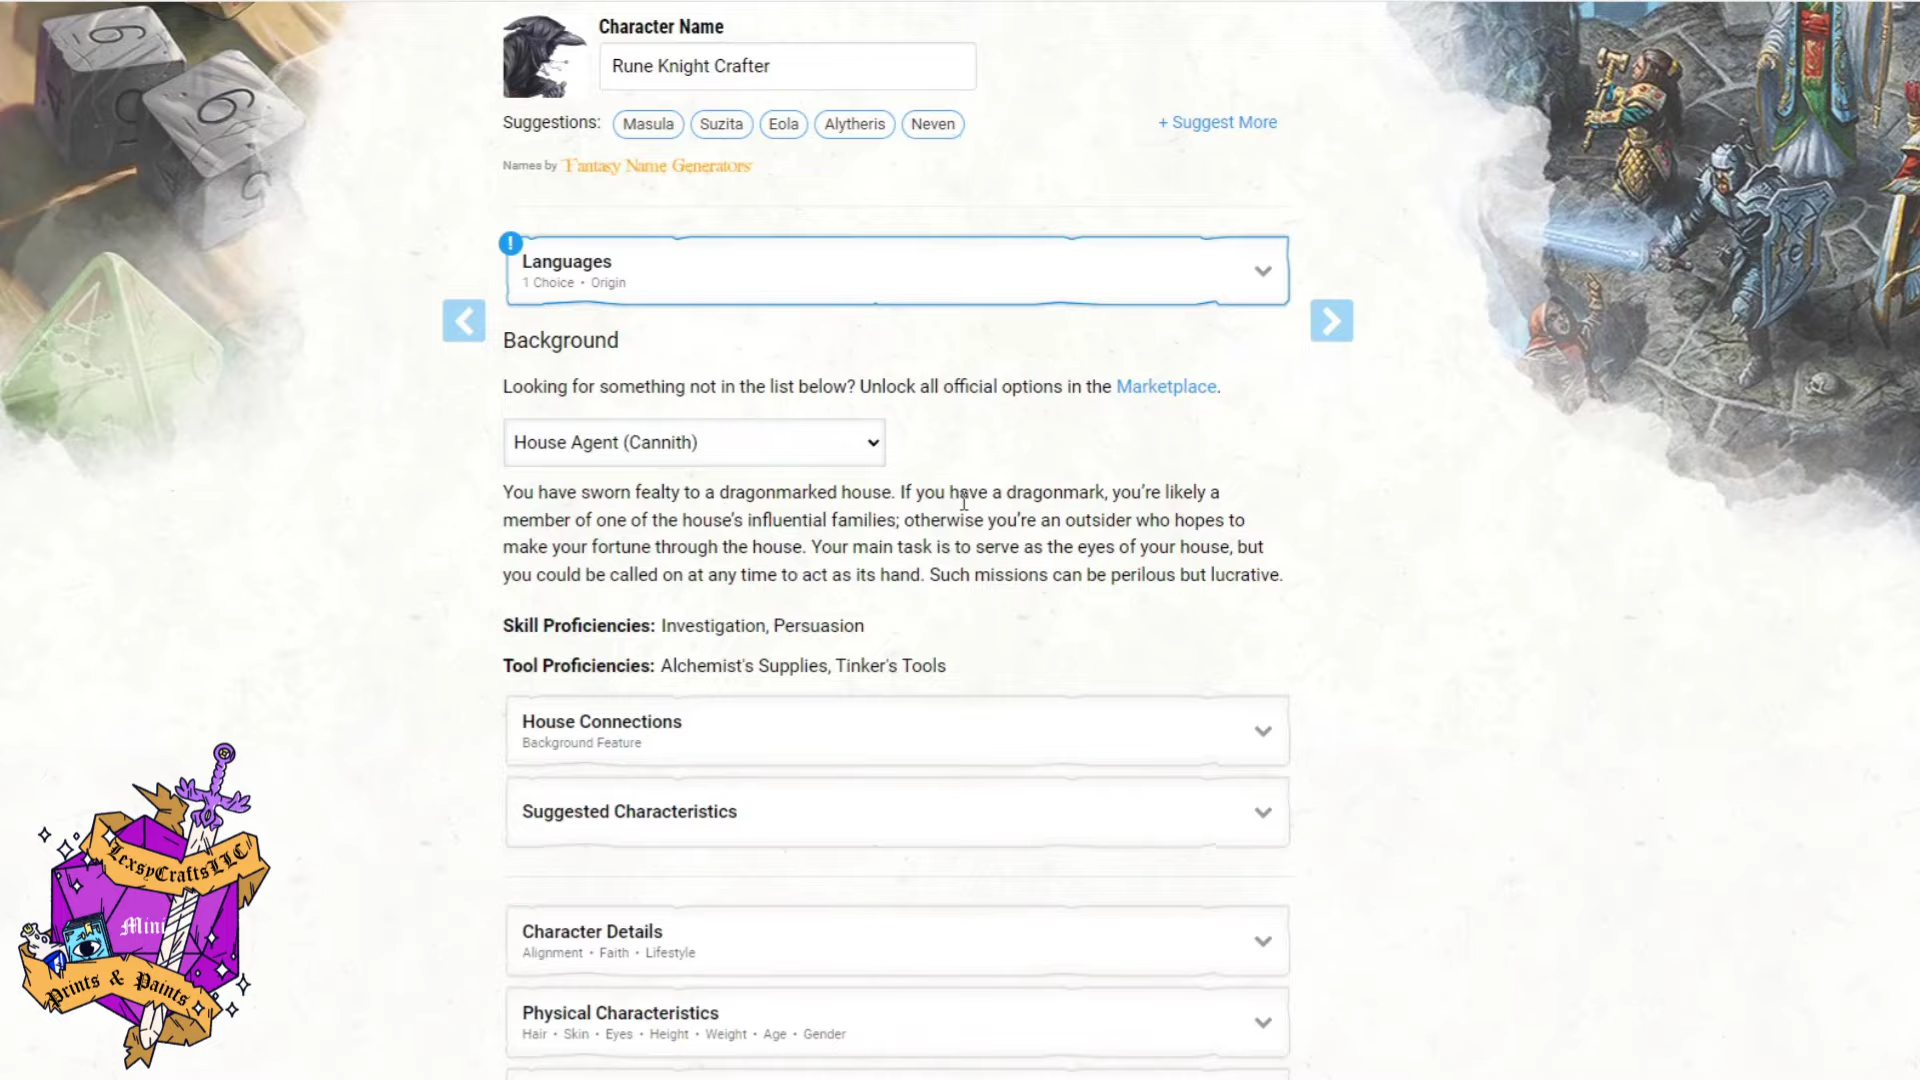 Character Name
Rune Knight Crafter
Suggestions: Masula Suzita Eola Alytheris Neven + Suggest More
Names by Fantasy Name Generators
!
Languages
1 Choice • Origin
Background
Looking for something not in the list below? Unlock all official options in the Marketplace.
House Agent (Cannith)
You have sworn fealty to a dragonmarked house. If you have a dragonmark, you’re likely a
member of one of the house’s influential families; otherwise you’re an outsider who hopes to
make your fortune through the house. Your main task is to serve as the eyes of your house, but
you could be called on at any time to act as its hand. Such missions can be perilous but lucrative.
Skill Proficiencies: Investigation, Persuasion
Tool Proficiencies: Alchemist's Supplies, Tinker's Tools
House Connections
Background Feature
Suggested Characteristics
Character Details
Alignment • Faith • Lifestyle
Physical Characteristics
Hair • Skin • Eyes • Height • Weight • Age • Gender
LexsyCraftsLLC
Mini
Prints & Paints